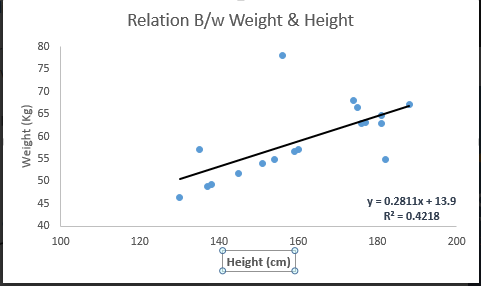 Relation B/w Weight & Height
80
75
70
65
60
55
50
45
40
Weight (Kg)
y = 0.2811x + 13.9
R² = 0.4218
100 120 140 160 180 200
Height (cm)